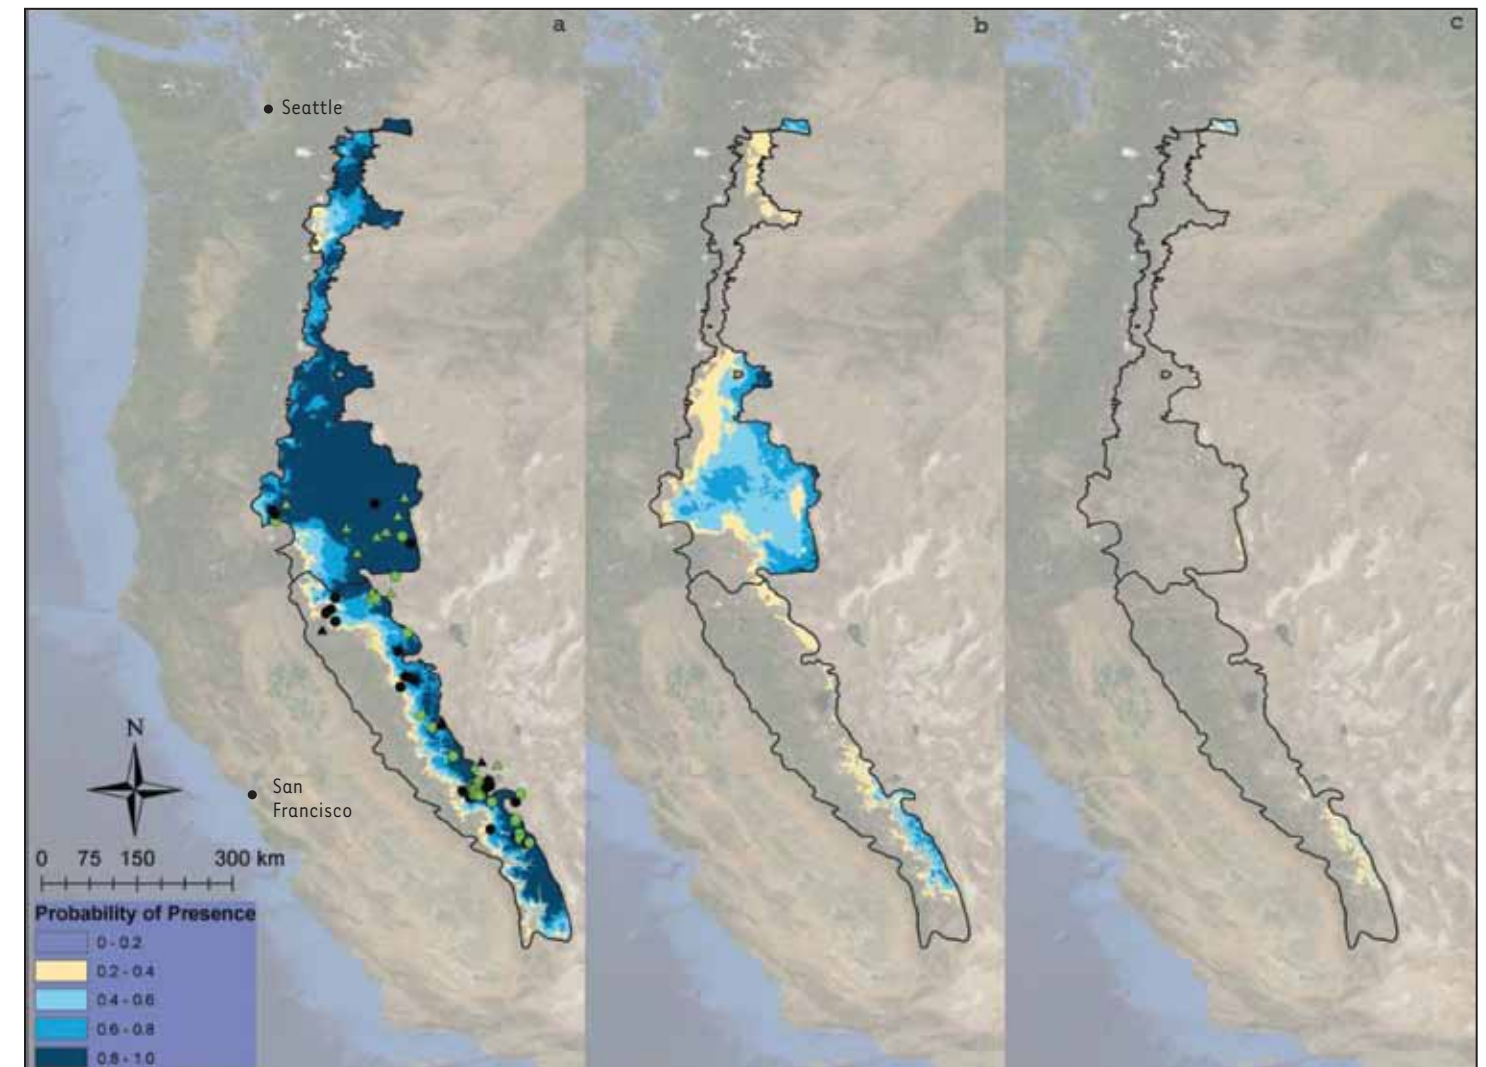 a
b
c
Seattle
N
San
Francisco
0 75 150 300 km
Probability of Presence
0 - 0.2
0.2 - 0.4
0.4 - 0.6
0.6 - 0.8
0.8 - 1.0